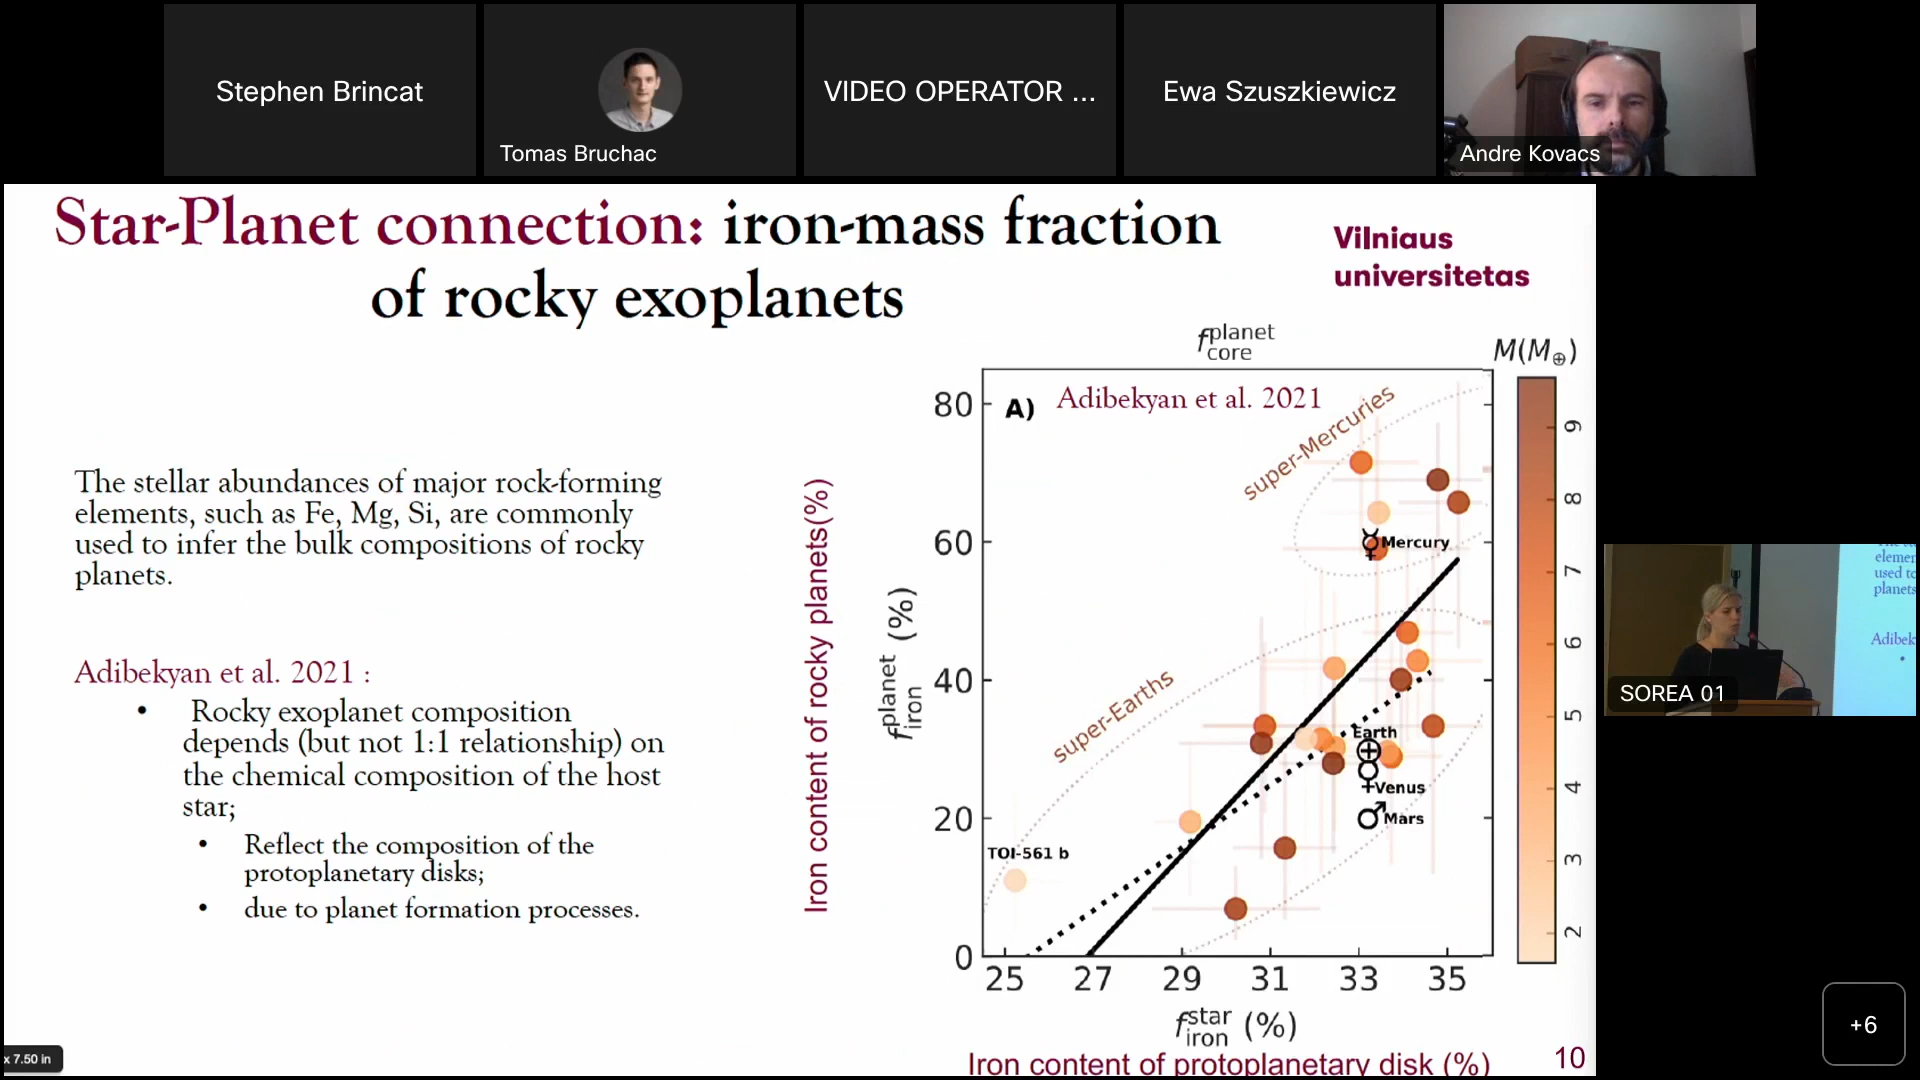 Stephen Brincat
Tomas Bruchac
VIDEO OPERATOR ...
Ewa Szuszkiewicz
Andre Kovacs
Star-Planet connection: iron-mass fraction
of rocky exoplanets
Vilniaus
universitetas
The stellar abundances of major rock-forming
elements, such as Fe, Mg, Si, are commonly
used to infer the bulk compositions of rocky
planets.
Adibekyan et al. 2021 :
• Rocky exoplanet composition
depends (but not 1:1 relationship) on
the chemical composition of the host
star;
• Reflect the composition of the
protoplanetary disks;
• due to planet formation processes.
Iron content of rocky planets(%)
f planet iron (%)
f planet core
M(M⊕)
A) Adibekyan et al. 2021
super-Mercuries
Mercury
super-Earths
Earth
Venus
Mars
TOI-561 b
80
60
40
20
0
25 27 29 31 33 35
f star iron (%)
Iron content of protoplanetary disk (%)
9
8
7
6
5
4
3
2
10
x 7.50 in
elemen
used to
planets
Adibek
SOREA 01
+6